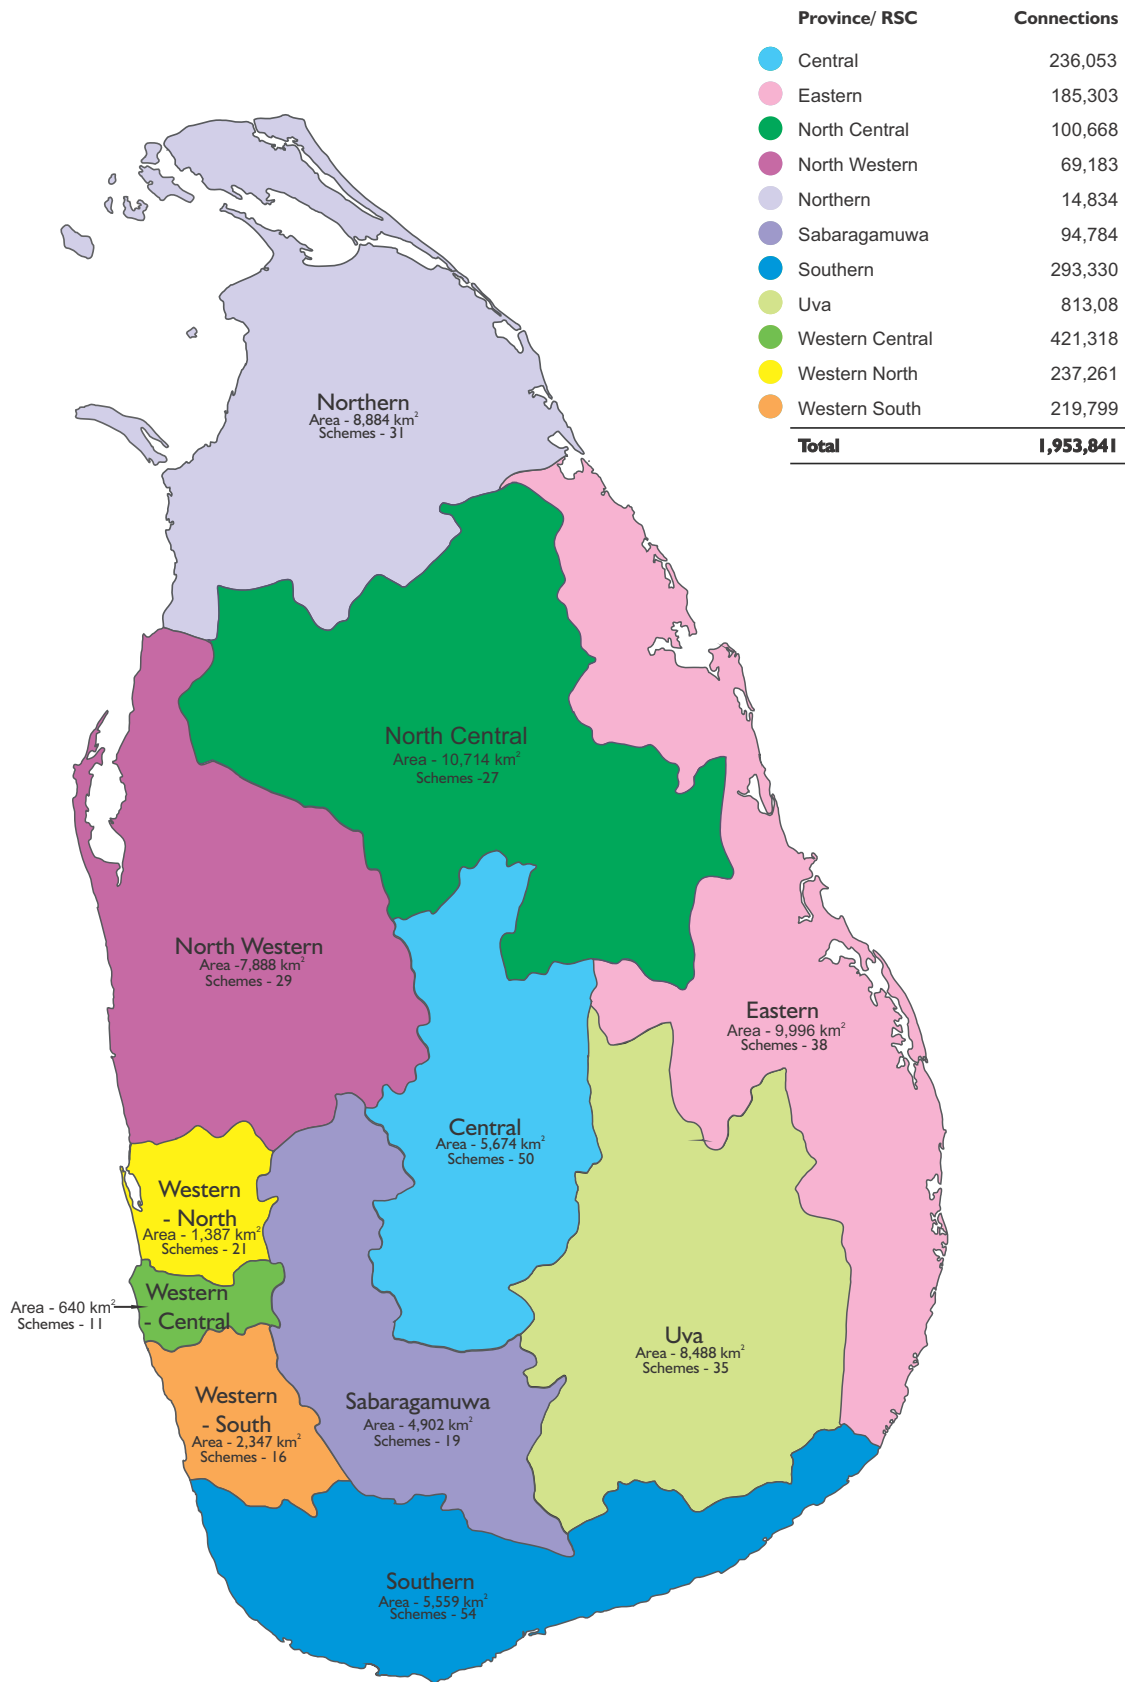 Province/ RSC Connections
Central 236,053
Eastern 185,303
North Central 100,668
North Western 69,183
Northern 14,834
Sabaragamuwa 94,784
Southern 293,330
Uva 813,08
Western Central 421,318
Western North 237,261
Western South 219,799
Total 1,953,841
Northern
Area - 8,884 km²
Schemes - 31
North Central
Area - 10,714 km²
Schemes -27
North Western
Area -7,888 km²
Schemes - 29
Eastern
Area - 9,996 km²
Schemes - 38
Central
Area - 5,674 km²
Schemes - 50
Western
- North
Area - 1,387 km²
Schemes - 21
Western
- Central
Area - 640 km²
Schemes - 11
Uva
Area - 8,488 km²
Schemes - 35
Western
- South
Area - 2,347 km²
Schemes - 16
Sabaragamuwa
Area - 4,902 km²
Schemes - 19
Southern
Area - 5,559 km²
Schemes - 54